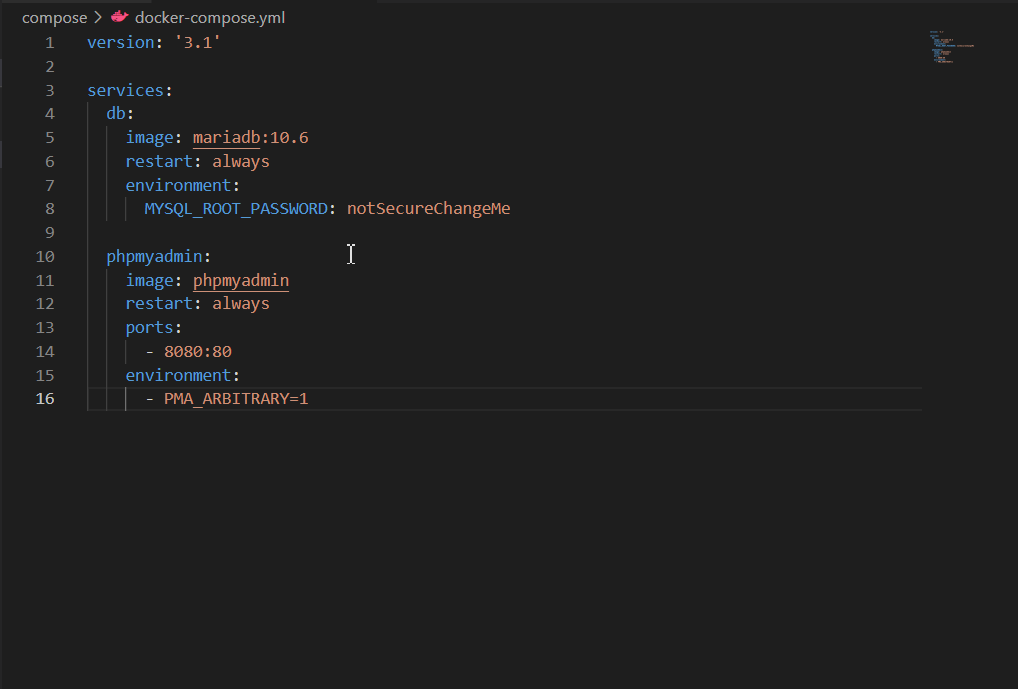 compose > docker-compose.yml
1 version: '3.1'
2
3 services:
4   db:
5     image: mariadb:10.6
6     restart: always
7     environment:
8       MYSQL_ROOT_PASSWORD: notSecureChangeMe
9
10   phpmyadmin:
11     image: phpmyadmin
12     restart: always
13     ports:
14       - 8080:80
15     environment:
16       - PMA_ARBITRARY=1